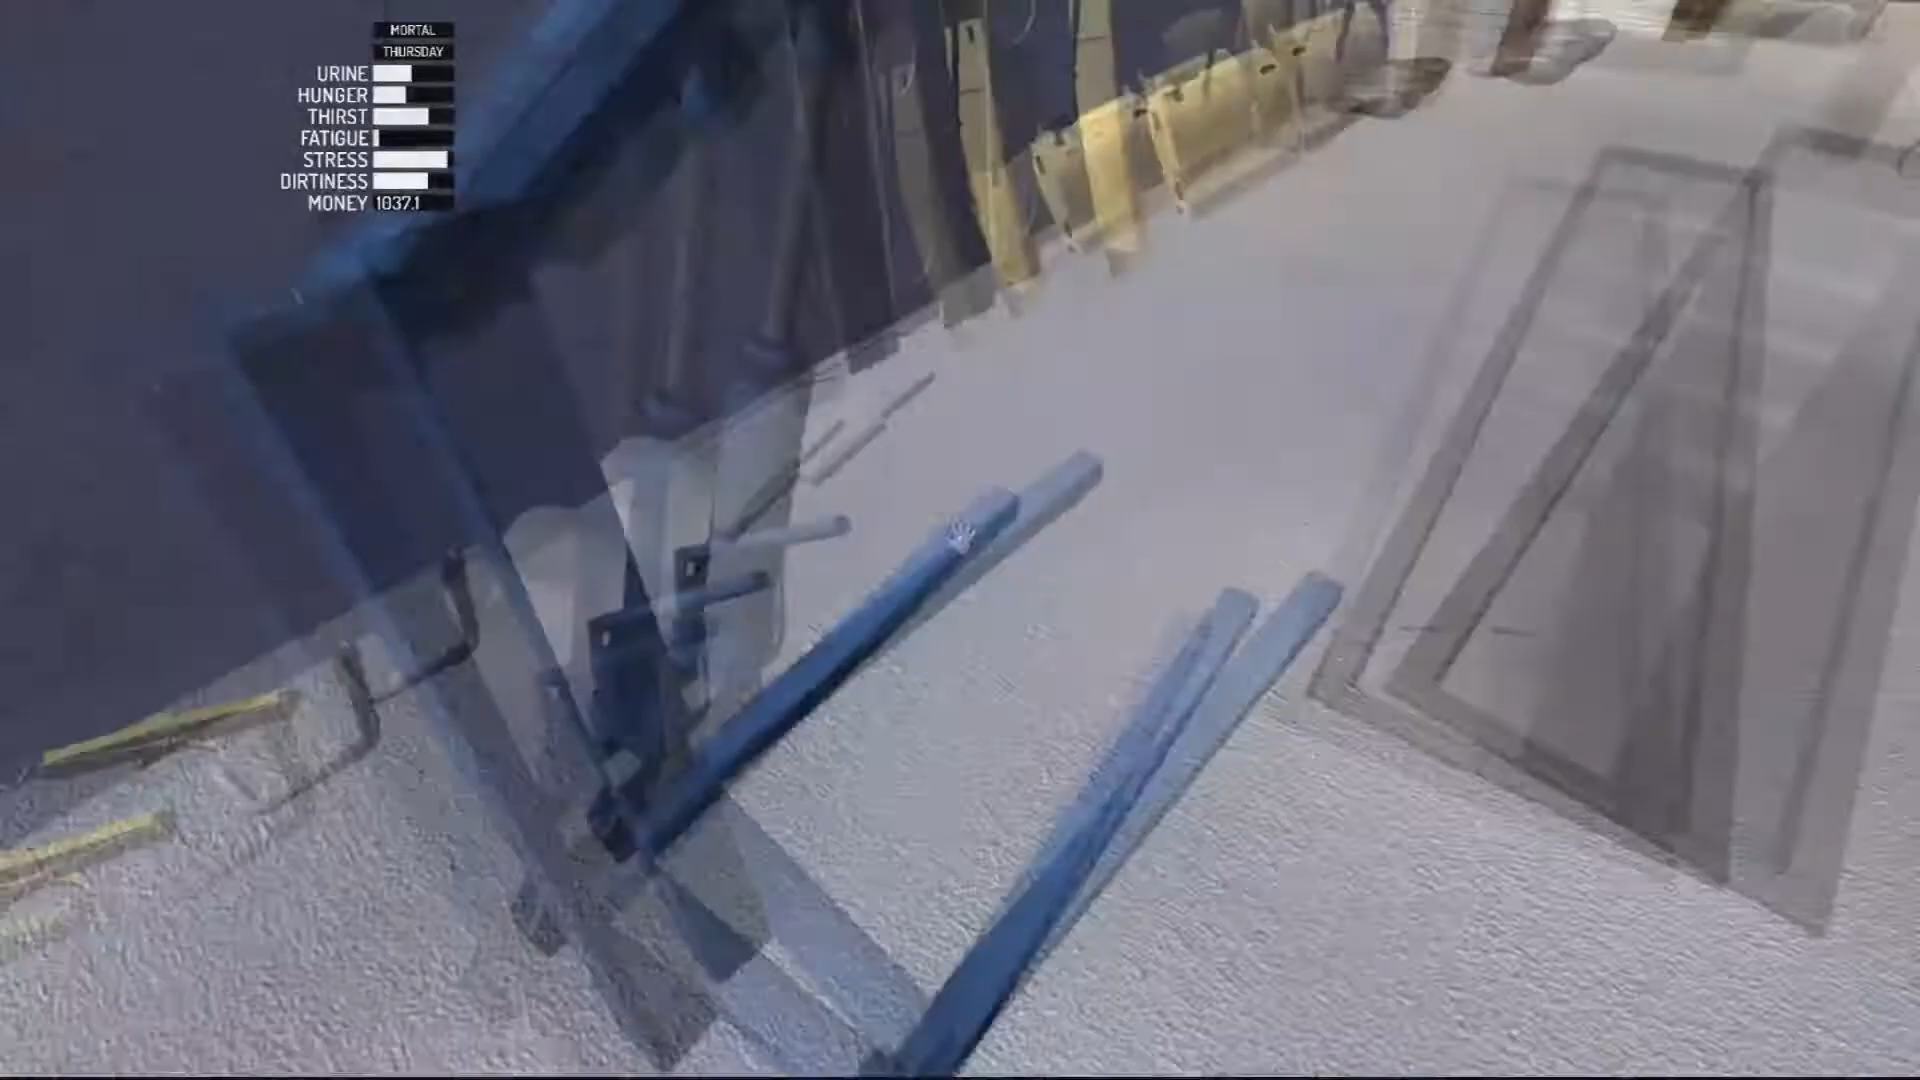 MORTAL
THURSDAY
URINE
HUNGER
THIRST
FATIGUE
STRESS
DIRTINESS
MONEY 1037.1